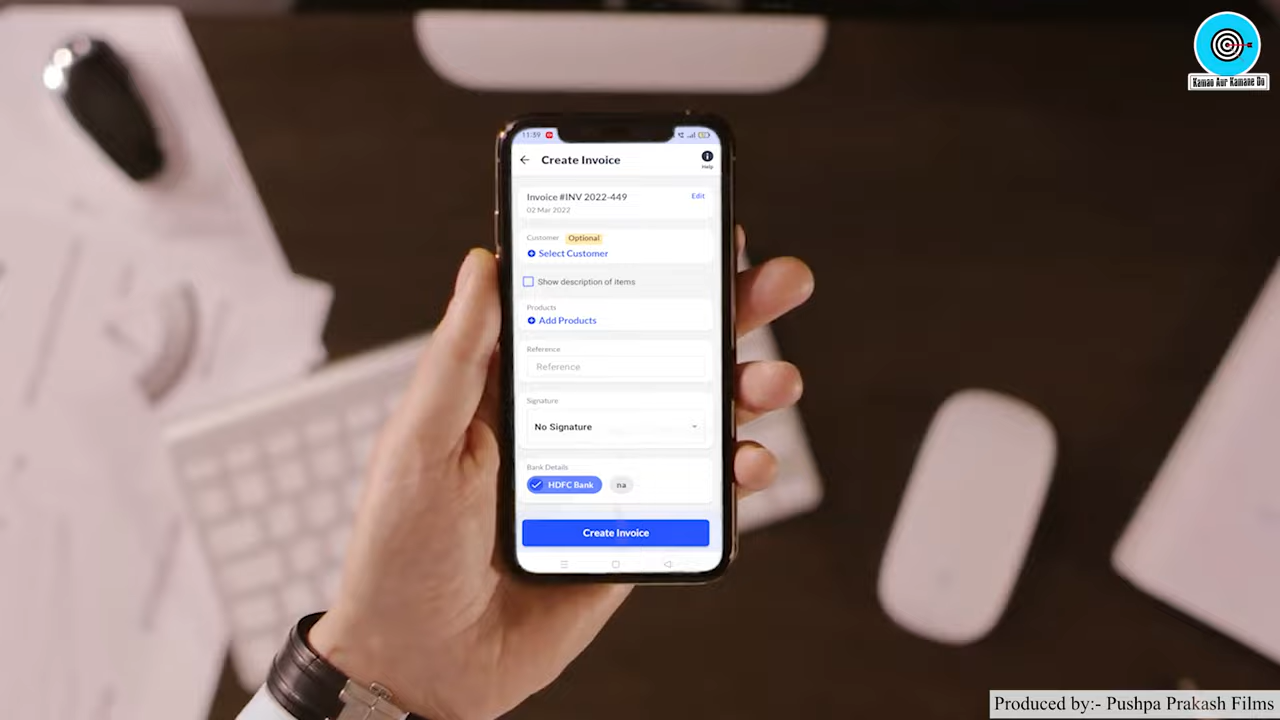 Kamao Aur Kamane Do
11:59
Create Invoice
Help
Invoice #INV 2022-449
Edit
02 Mar 2022
Customer Optional
Select Customer
Show description of items
Products
Add Products
Reference
Reference
Signature
No Signature
Bank Details
HDFC Bank na
Create Invoice
Produced by:- Pushpa Prakash Films